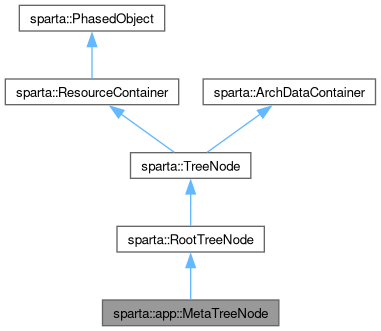 sparta::PhasedObject
sparta::ResourceContainer
sparta::ArchDataContainer
sparta::TreeNode
sparta::RootTreeNode
sparta::app::MetaTreeNode